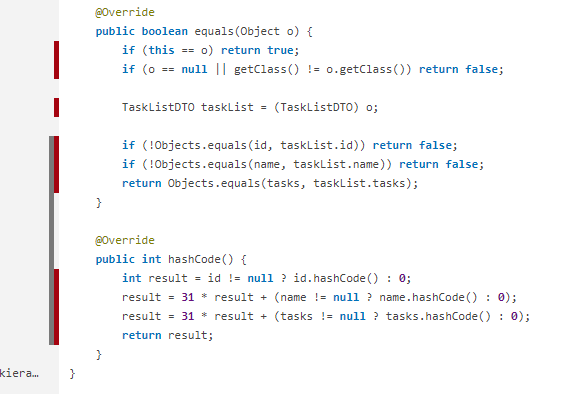 @Override
public boolean equals(Object o) {
if (this == o) return true;
if (o == null || getClass() != o.getClass()) return false;
TaskListDTO taskList = (TaskListDTO) o;
if (!Objects.equals(id, taskList.id)) return false;
if (!Objects.equals(name, taskList.name)) return false;
return Objects.equals(tasks, taskList.tasks);
}
@Override
public int hashCode() {
int result = id != null ? id.hashCode() : 0;
result = 31 * result + (name != null ? name.hashCode() : 0);
result = 31 * result + (tasks != null ? tasks.hashCode() : 0);
return result;
}
kiera… }